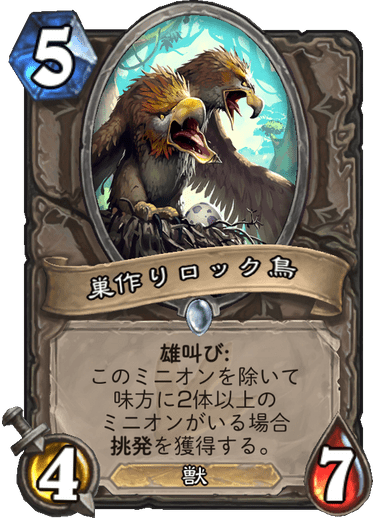 5
巣作りロック鳥
雄叫び:
このミニオンを除いて
味方に2体以上の
ミニオンがいる場合
挑発を獲得する。
4
獣
7